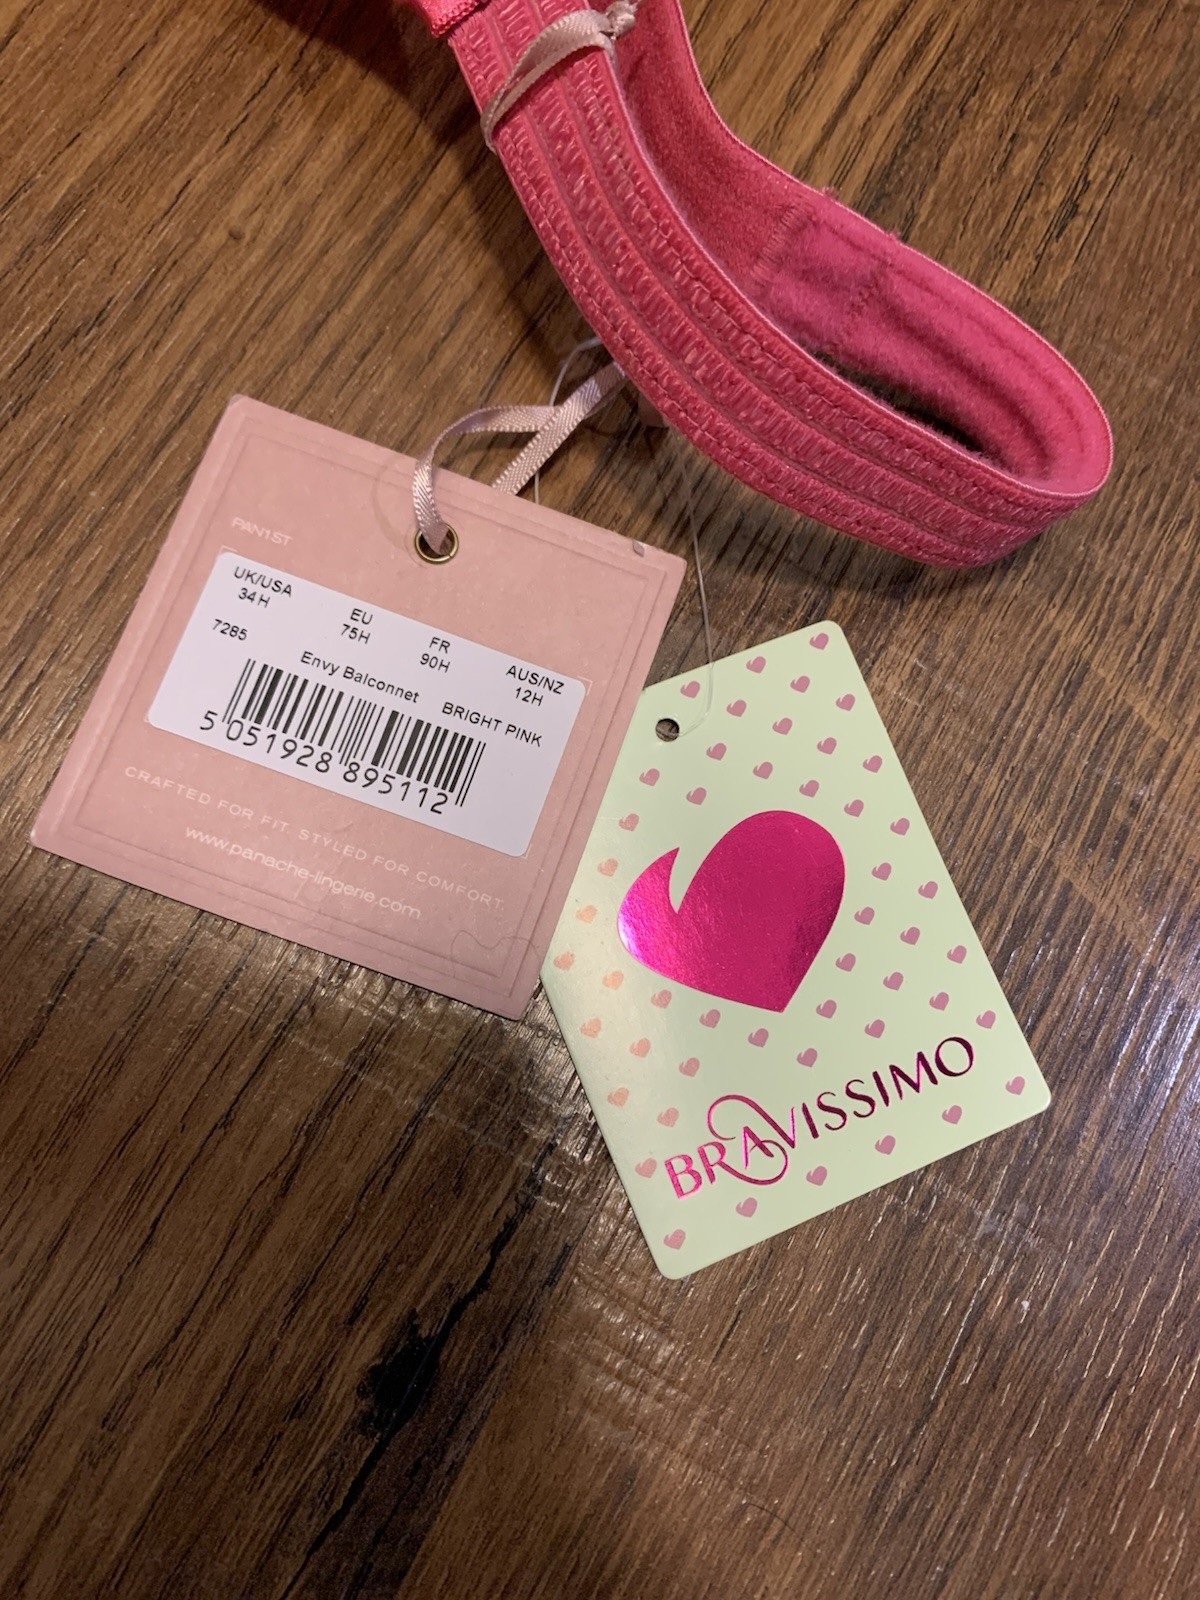 PAN1ST
UK/USA
34H
EU
75H
FR
90H
AUS/NZ
12H
7285
Envy Balconnet
BRIGHT PINK
5 051928 895112
CRAFTED FOR FIT. STYLED FOR COMFORT.
www.panache-lingerie.com
BRAVISSIMO